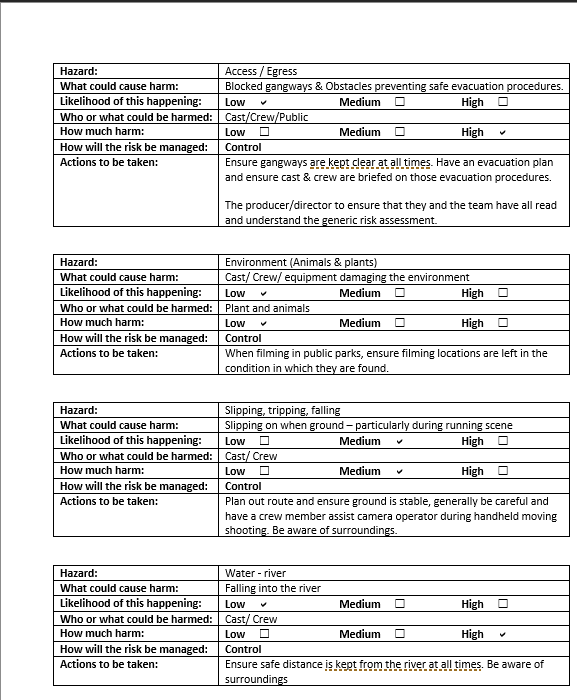 Hazard: Access / Egress
What could cause harm: Blocked gangways & Obstacles preventing safe evacuation procedures.
Likelihood of this happening: Low ✓ Medium ☐ High ☐
Who or what could be harmed: Cast/Crew/Public
How much harm: Low ☐ Medium ☐ High ✓
How will the risk be managed: Control
Actions to be taken: Ensure gangways are kept clear at all times. Have an evacuation plan
and ensure cast & crew are briefed on those evacuation procedures.
The producer/director to ensure that they and the team have all read
and understand the generic risk assessment.
Hazard: Environment (Animals & plants)
What could cause harm: Cast/ Crew/ equipment damaging the environment
Likelihood of this happening: Low ✓ Medium ☐ High ☐
Who or what could be harmed: Plant and animals
How much harm: Low ✓ Medium ☐ High ☐
How will the risk be managed: Control
Actions to be taken: When filming in public parks, ensure filming locations are left in the
condition in which they are found.
Hazard: Slipping, tripping, falling
What could cause harm: Slipping on when ground – particularly during running scene
Likelihood of this happening: Low ☐ Medium ✓ High ☐
Who or what could be harmed: Cast/ Crew
How much harm: Low ☐ Medium ✓ High ☐
How will the risk be managed: Control
Actions to be taken: Plan out route and ensure ground is stable, generally be careful and
have a crew member assist camera operator during handheld moving
shooting. Be aware of surroundings.
Hazard: Water - river
What could cause harm: Falling into the river
Likelihood of this happening: Low ✓ Medium ☐ High ☐
Who or what could be harmed: Cast/ Crew
How much harm: Low ☐ Medium ☐ High ✓
How will the risk be managed: Control
Actions to be taken: Ensure safe distance is kept from the river at all times. Be aware of
surroundings